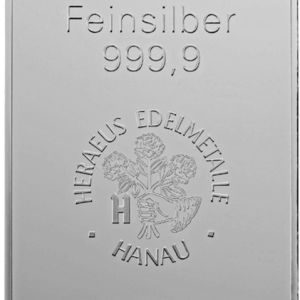 Feinsilber
999,9
HERAEUS EDELMETALLE
H
· HANAU ·